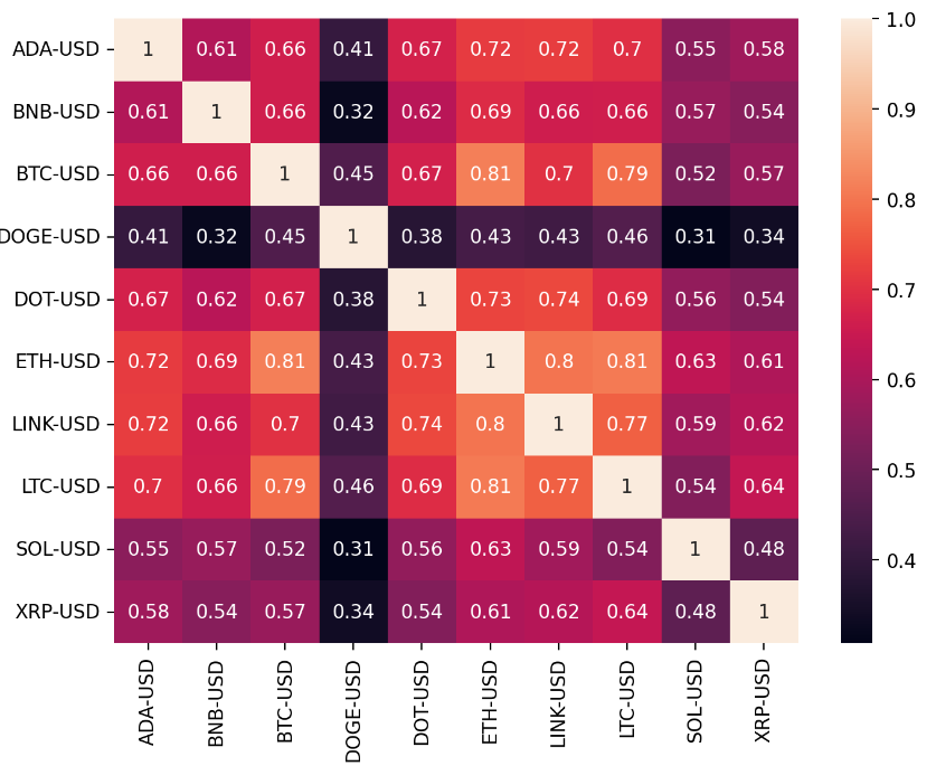 ADA-USD 1 0.61 0.66 0.41 0.67 0.72 0.72 0.7 0.55 0.58
BNB-USD 0.61 1 0.66 0.32 0.62 0.69 0.66 0.66 0.57 0.54
BTC-USD 0.66 0.66 1 0.45 0.67 0.81 0.7 0.79 0.52 0.57
DOGE-USD 0.41 0.32 0.45 1 0.38 0.43 0.43 0.46 0.31 0.34
DOT-USD 0.67 0.62 0.67 0.38 1 0.73 0.74 0.69 0.56 0.54
ETH-USD 0.72 0.69 0.81 0.43 0.73 1 0.8 0.81 0.63 0.61
LINK-USD 0.72 0.66 0.7 0.43 0.74 0.8 1 0.77 0.59 0.62
LTC-USD 0.7 0.66 0.79 0.46 0.69 0.81 0.77 1 0.54 0.64
SOL-USD 0.55 0.57 0.52 0.31 0.56 0.63 0.59 0.54 1 0.48
XRP-USD 0.58 0.54 0.57 0.34 0.54 0.61 0.62 0.64 0.48 1
ADA-USD BNB-USD BTC-USD DOGE-USD DOT-USD ETH-USD LINK-USD LTC-USD SOL-USD XRP-USD
1.0
0.9
0.8
0.7
0.6
0.5
0.4